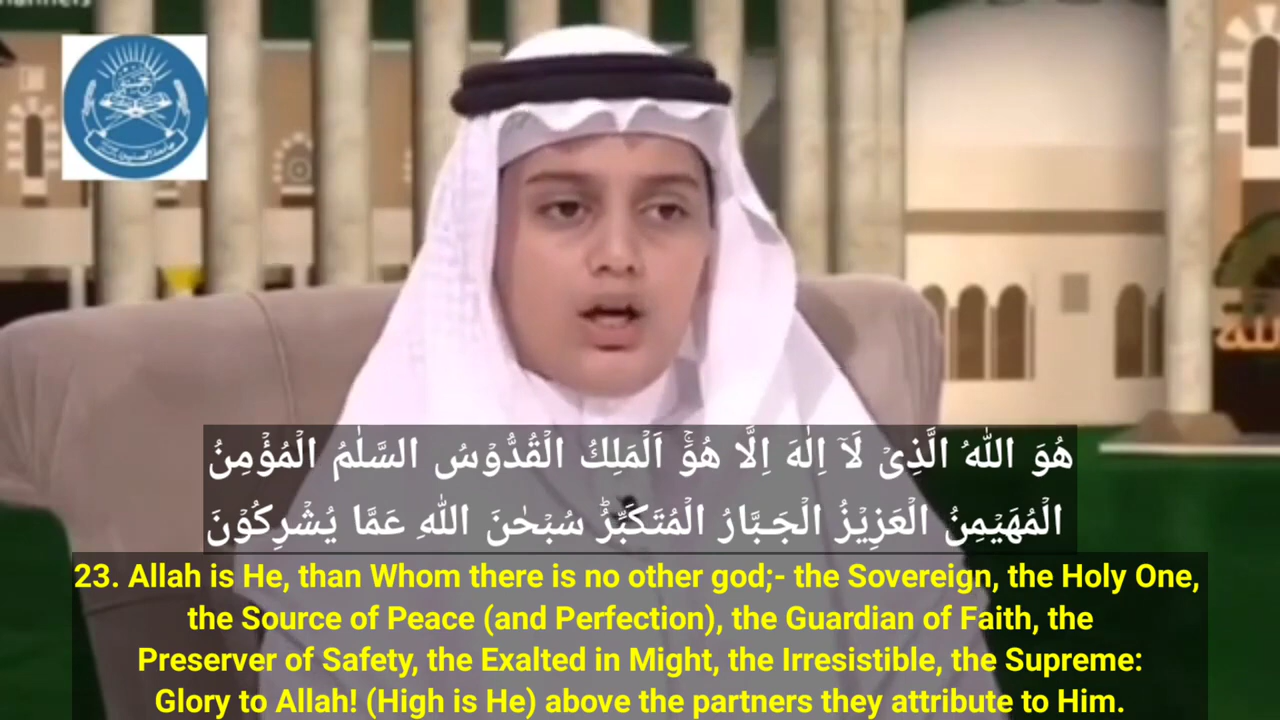 هُوَ اللّٰهُ الَّذِىۡ لَاۤ اِلٰهَ اِلَّا هُوَ‌ۚ اَلۡمَلِكُ الۡقُدُّوۡسُ السَّلٰمُ الۡمُؤۡمِنُ
الۡمُهَيۡمِنُ الۡعَزِيۡزُ الۡجَـبَّارُ الۡمُتَكَبِّرُ‌ؕ سُبۡحٰنَ اللّٰهِ عَمَّا يُشۡرِكُوۡنَ
23. Allah is He, than Whom there is no other god;- the Sovereign, the Holy One,
the Source of Peace (and Perfection), the Guardian of Faith, the
Preserver of Safety, the Exalted in Might, the Irresistible, the Supreme:
Glory to Allah! (High is He) above the partners they attribute to Him.